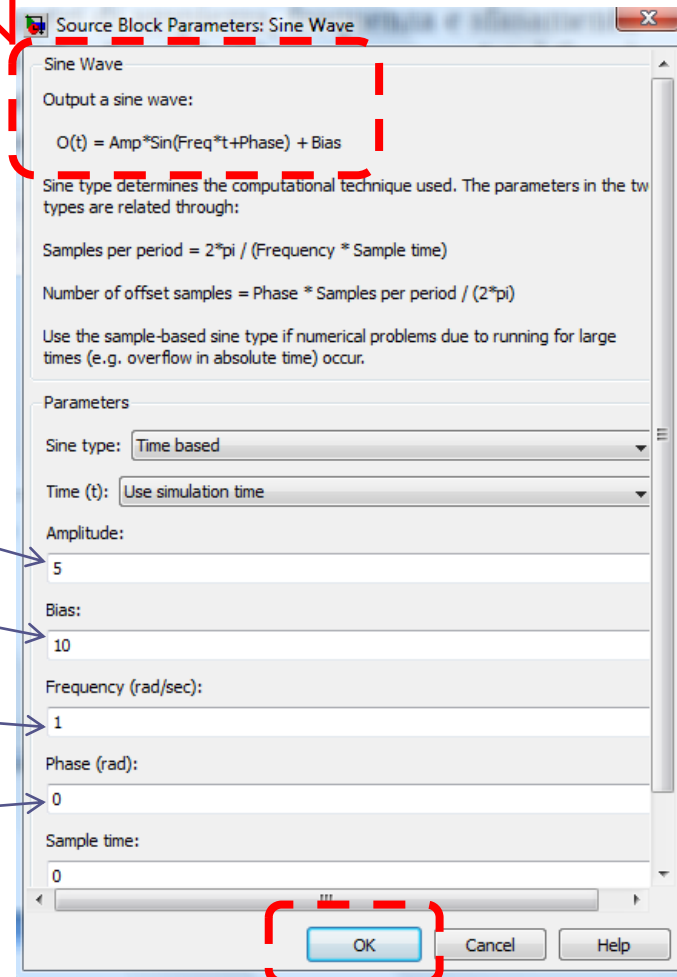 Source Block Parameters: Sine Wave
Sine Wave
Output a sine wave:
O(t) = Amp*Sin(Freq*t+Phase) + Bias
Sine type determines the computational technique used. The parameters in the tw
types are related through:
Samples per period = 2*pi / (Frequency * Sample time)
Number of offset samples = Phase * Samples per period / (2*pi)
Use the sample-based sine type if numerical problems due to running for large
times (e.g. overflow in absolute time) occur.
Parameters
Sine type: Time based
Time (t): Use simulation time
Amplitude:
5
Bias:
10
Frequency (rad/sec):
1
Phase (rad):
0
Sample time:
0
OK Cancel Help